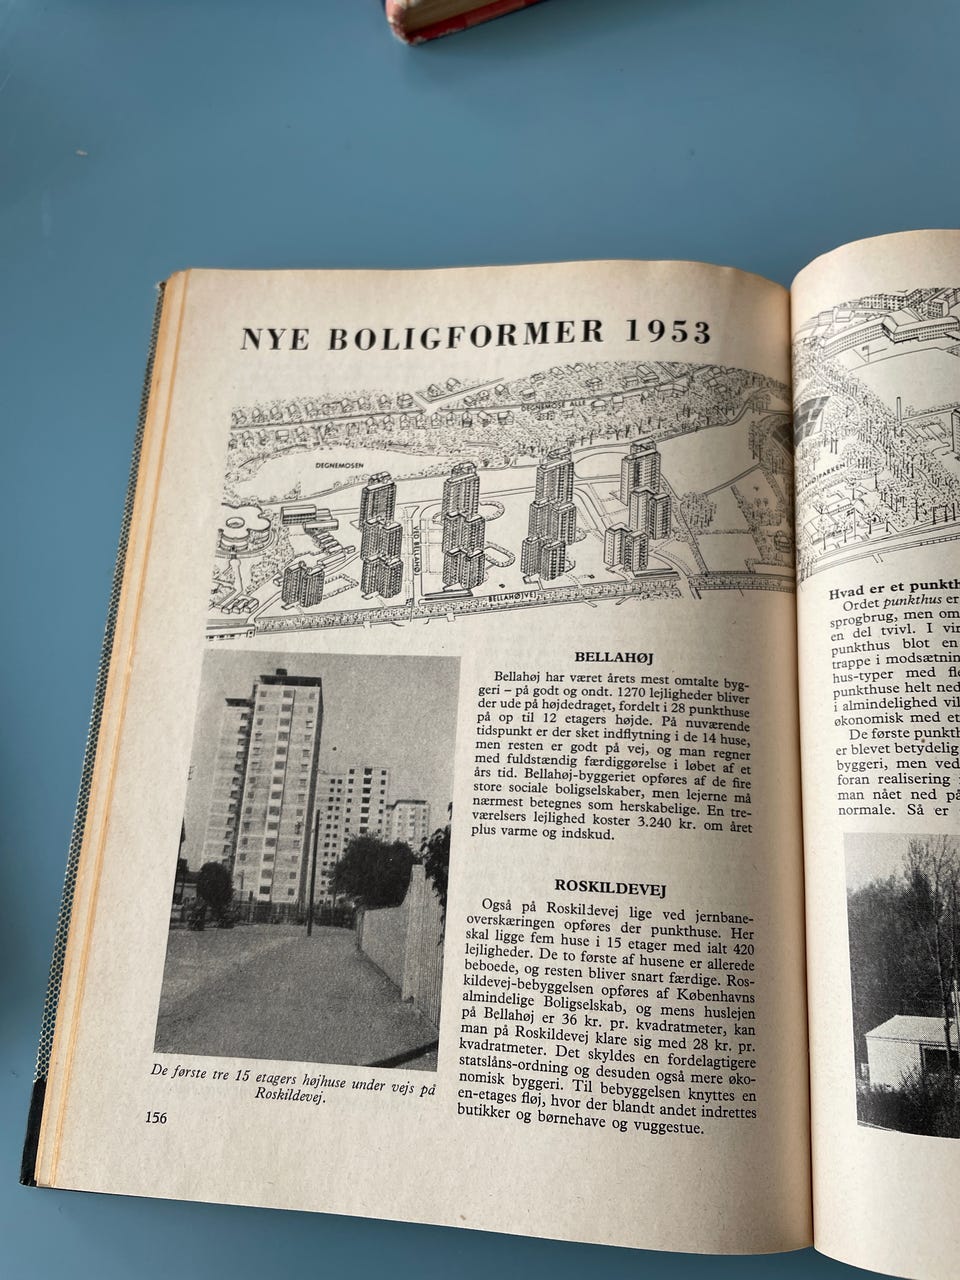 NYE BOLIGFORMER 1953
DEGNEMOSE ALLE
DEGNEMOSEN
BELLAHØJVEJ
BELLAHØJ
Bellahøj har været årets mest omtalte byg-
geri – på godt og ondt. 1270 lejligheder bliver
der ude på højdedraget, fordelt i 28 punkthuse
på op til 12 etagers højde. På nuværende
tidspunkt er der sket indflytning i de 14 huse,
men resten er godt på vej, og man regner
med fuldstændig færdiggørelse i løbet af et
års tid. Bellahøj-byggeriet opføres af de fire
store sociale boligselskaber, men lejerne må
nærmest betegnes som herskabelige. En tre-
værelsers lejlighed koster 3.240 kr. om året
plus varme og indskud.
ROSKILDEVEJ
Også på Roskildevej lige ved jernbane-
overskæringen opføres der punkthuse. Her
skal ligge fem huse i 15 etager med ialt 420
lejligheder. De to første af husene er allerede
beboede, og resten bliver snart færdige. Ros-
kildevej-bebyggelsen opføres af Københavns
almindelige Boligselskab, og mens huslejen
på Bellahøj er 36 kr. pr. kvadratmeter, kan
man på Roskildevej klare sig med 28 kr. pr.
kvadratmeter. Det skyldes en fordelagtigere
statslåns-ordning og desuden også mere øko-
nomisk byggeri. Til bebyggelsen knyttes en
en-etages fløj, hvor der blandt andet indrettes
butikker og børnehave og vuggestue.
De første tre 15 etagers højhuse under vejs på
Roskildevej.
156
Hvad er et
Ordet punkthus er
sprogbrug, men om
en del tvivl. I
punkthus blot en
trappe i
hus-typer med
punkthuse helt ned
i almindelighed
økonomisk med
De første
er blevet
byggeri, men ved
foran realisering
man nået ned på
normale. Så er